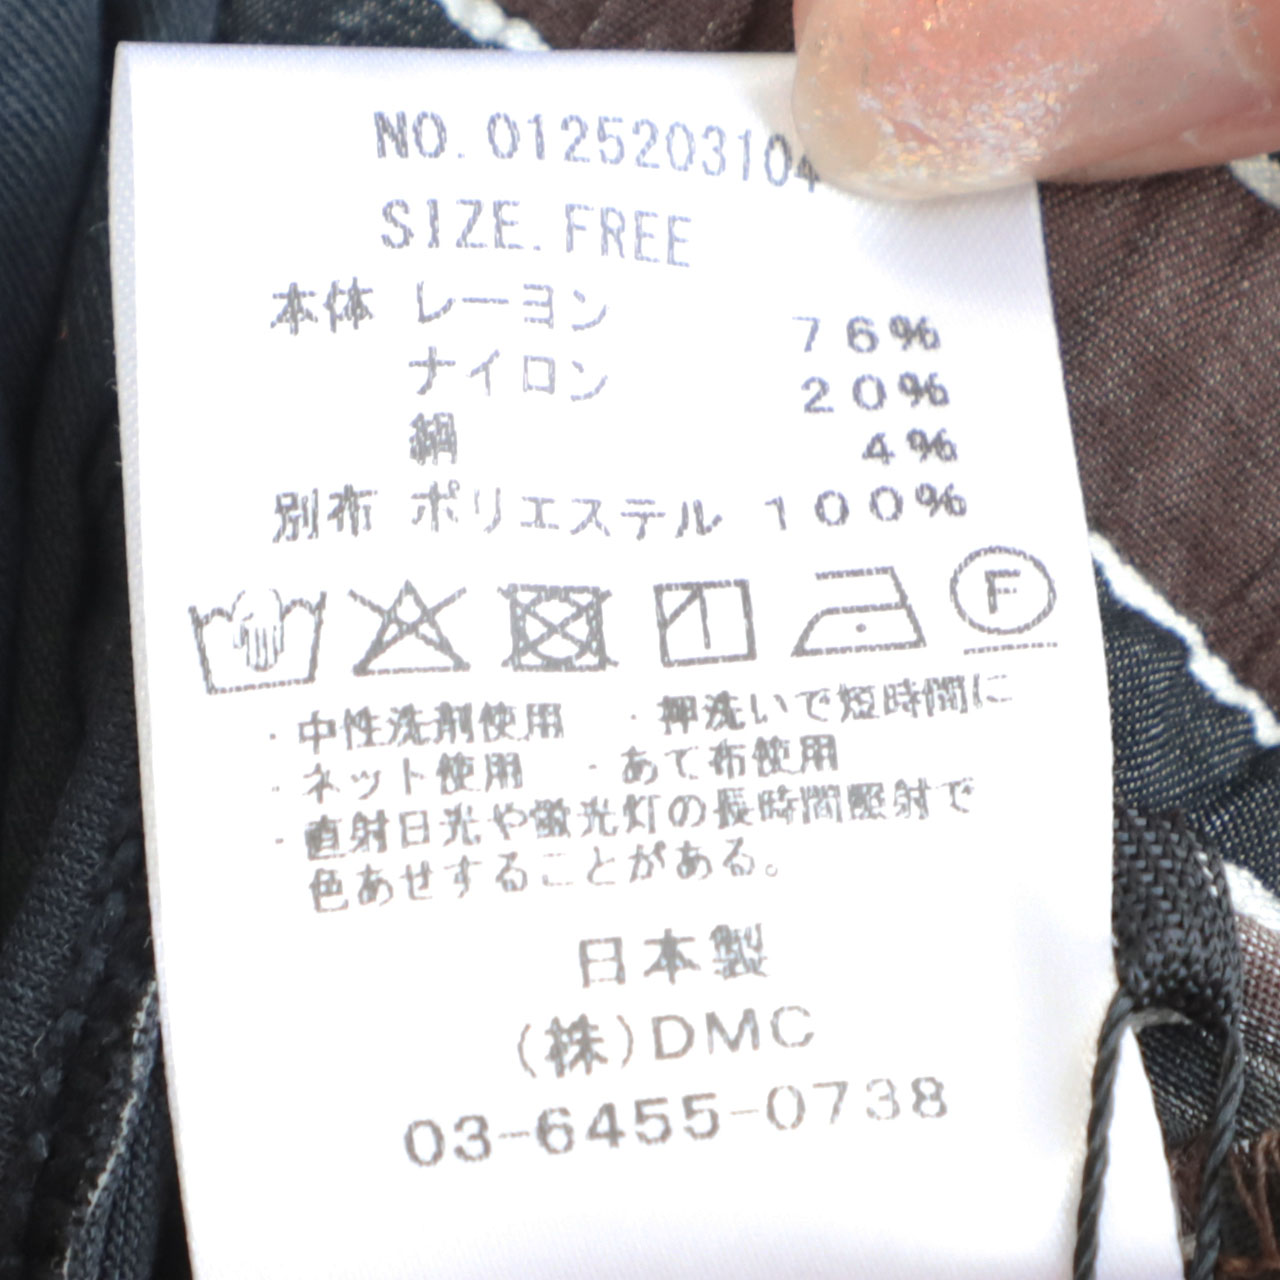 NO. 0125203104
SIZE. FREE
本体 レーヨン 76%
ナイロン 20%
綿 4%
別布 ポリエステル 100%
F
・中性洗剤使用 ・押洗いで短時間に
・ネット使用 ・あて布使用
・直射日光や蛍光灯の長時間照射で
色あせすることがある。
日本製
(株)DMC
03-6455-0738